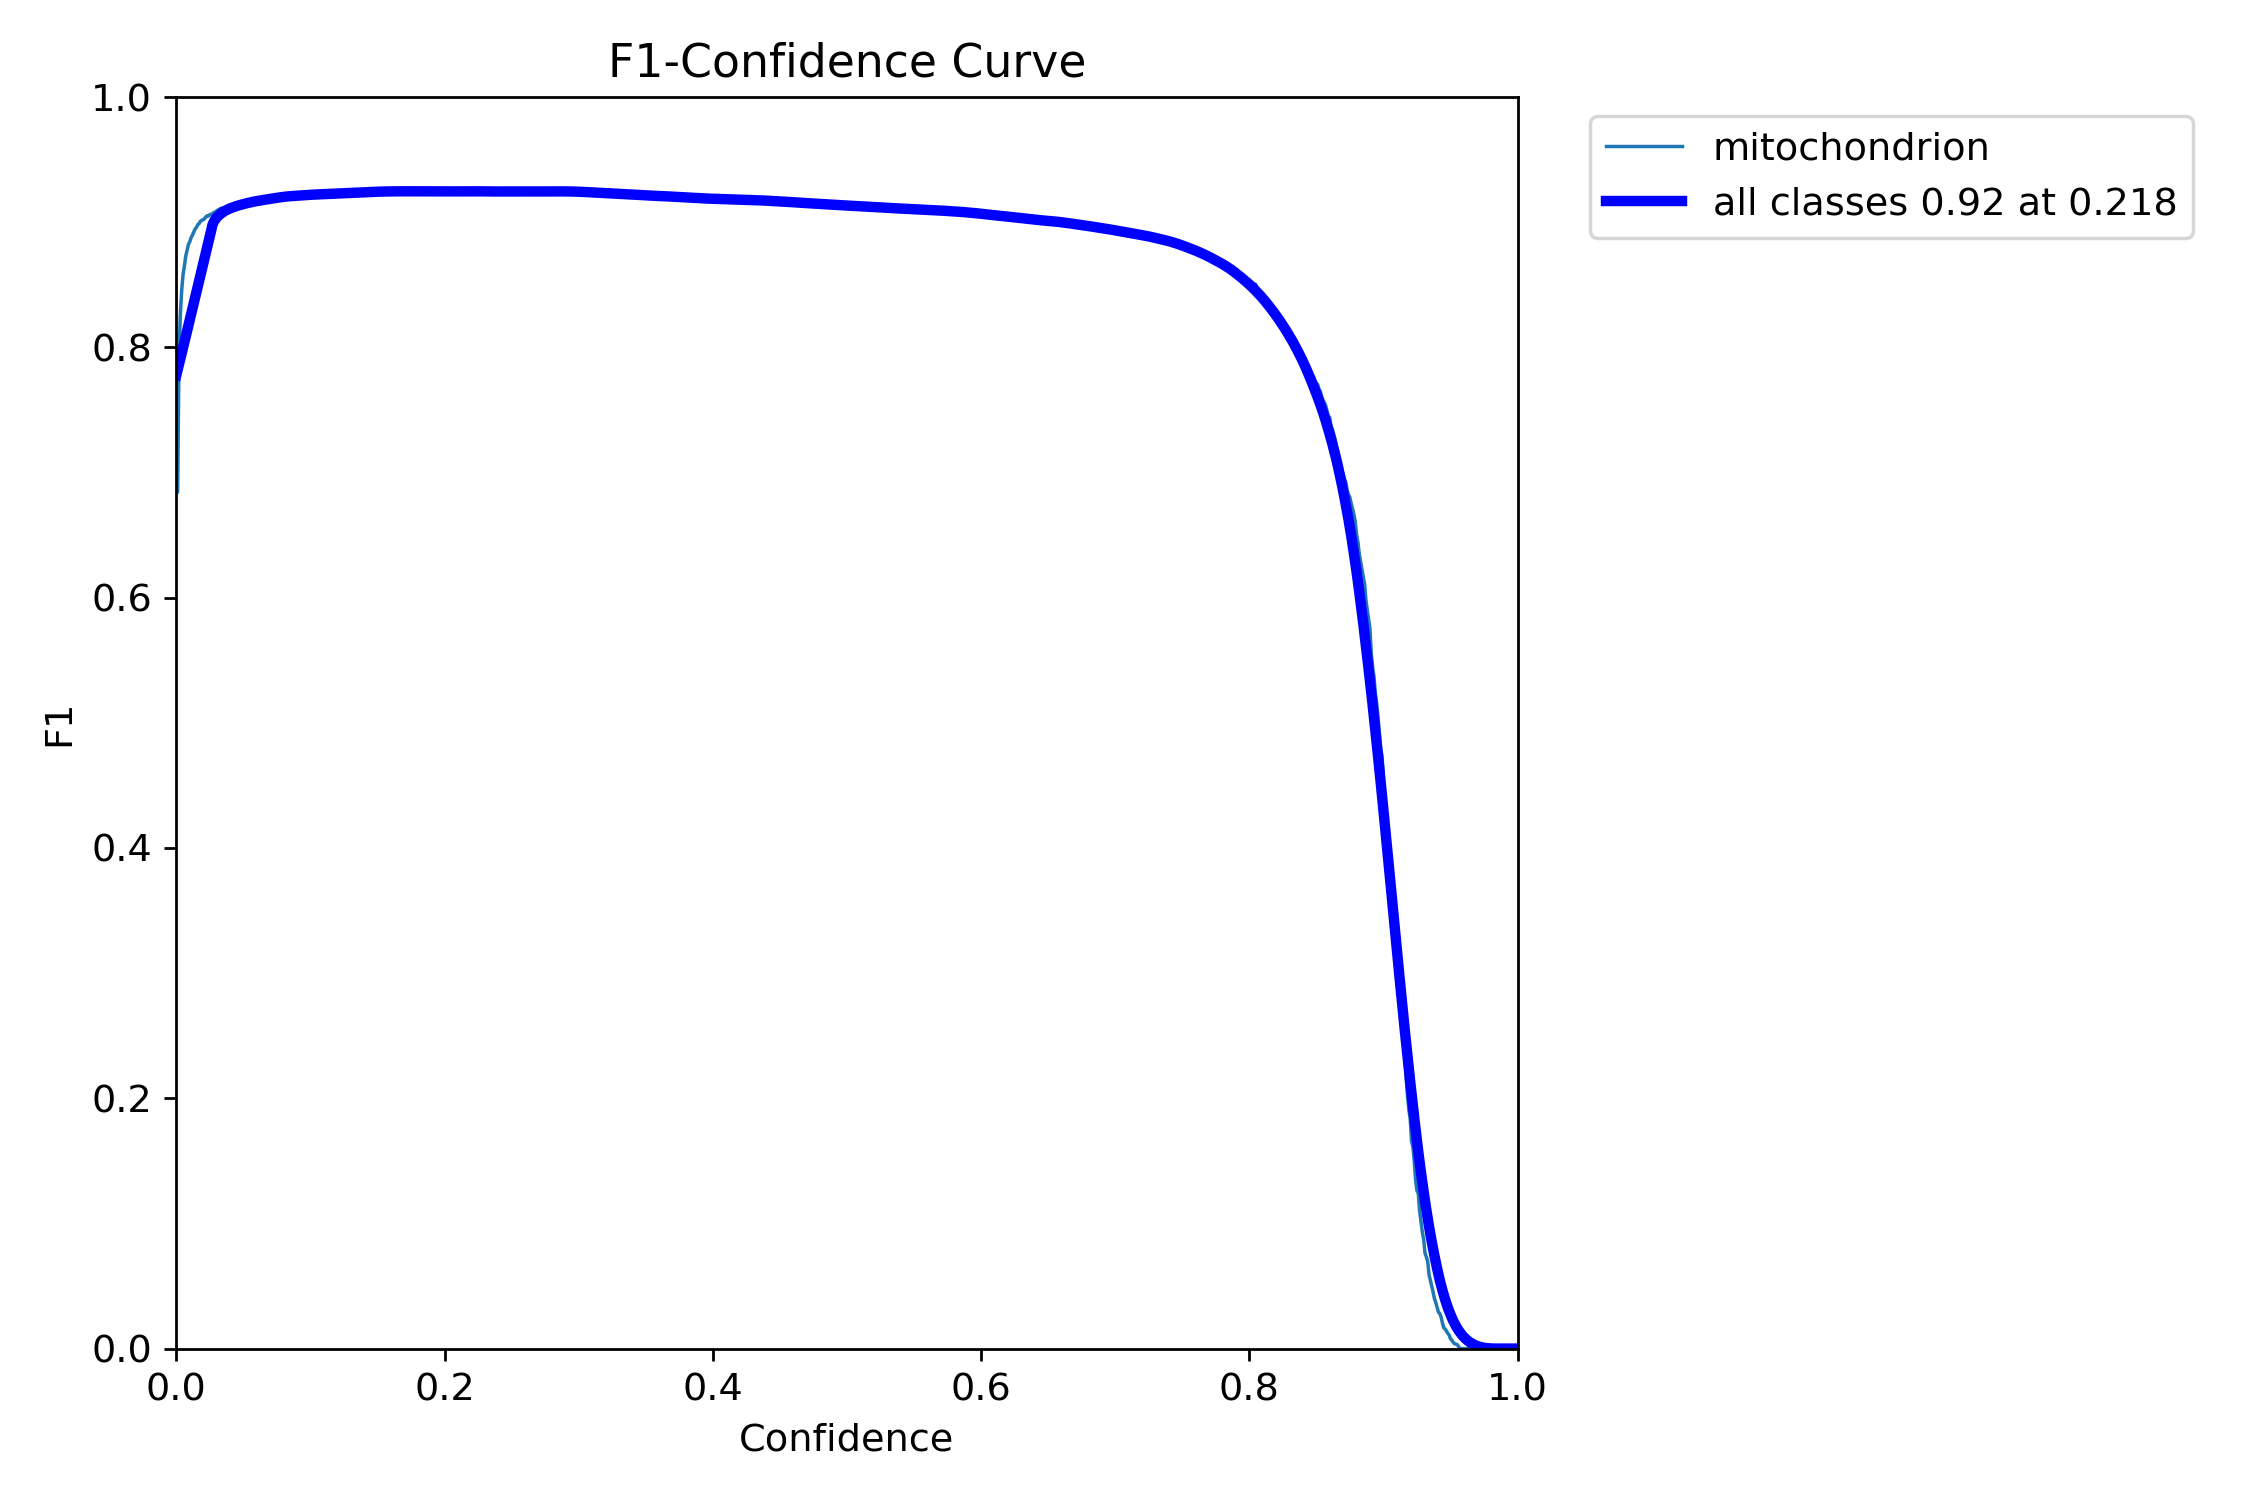 F1-Confidence Curve
mitochondrion
all classes 0.92 at 0.218
1.0
0.8
0.6
0.4
0.2
0.0
F1
0.0 0.2 0.4 0.6 0.8 1.0
Confidence